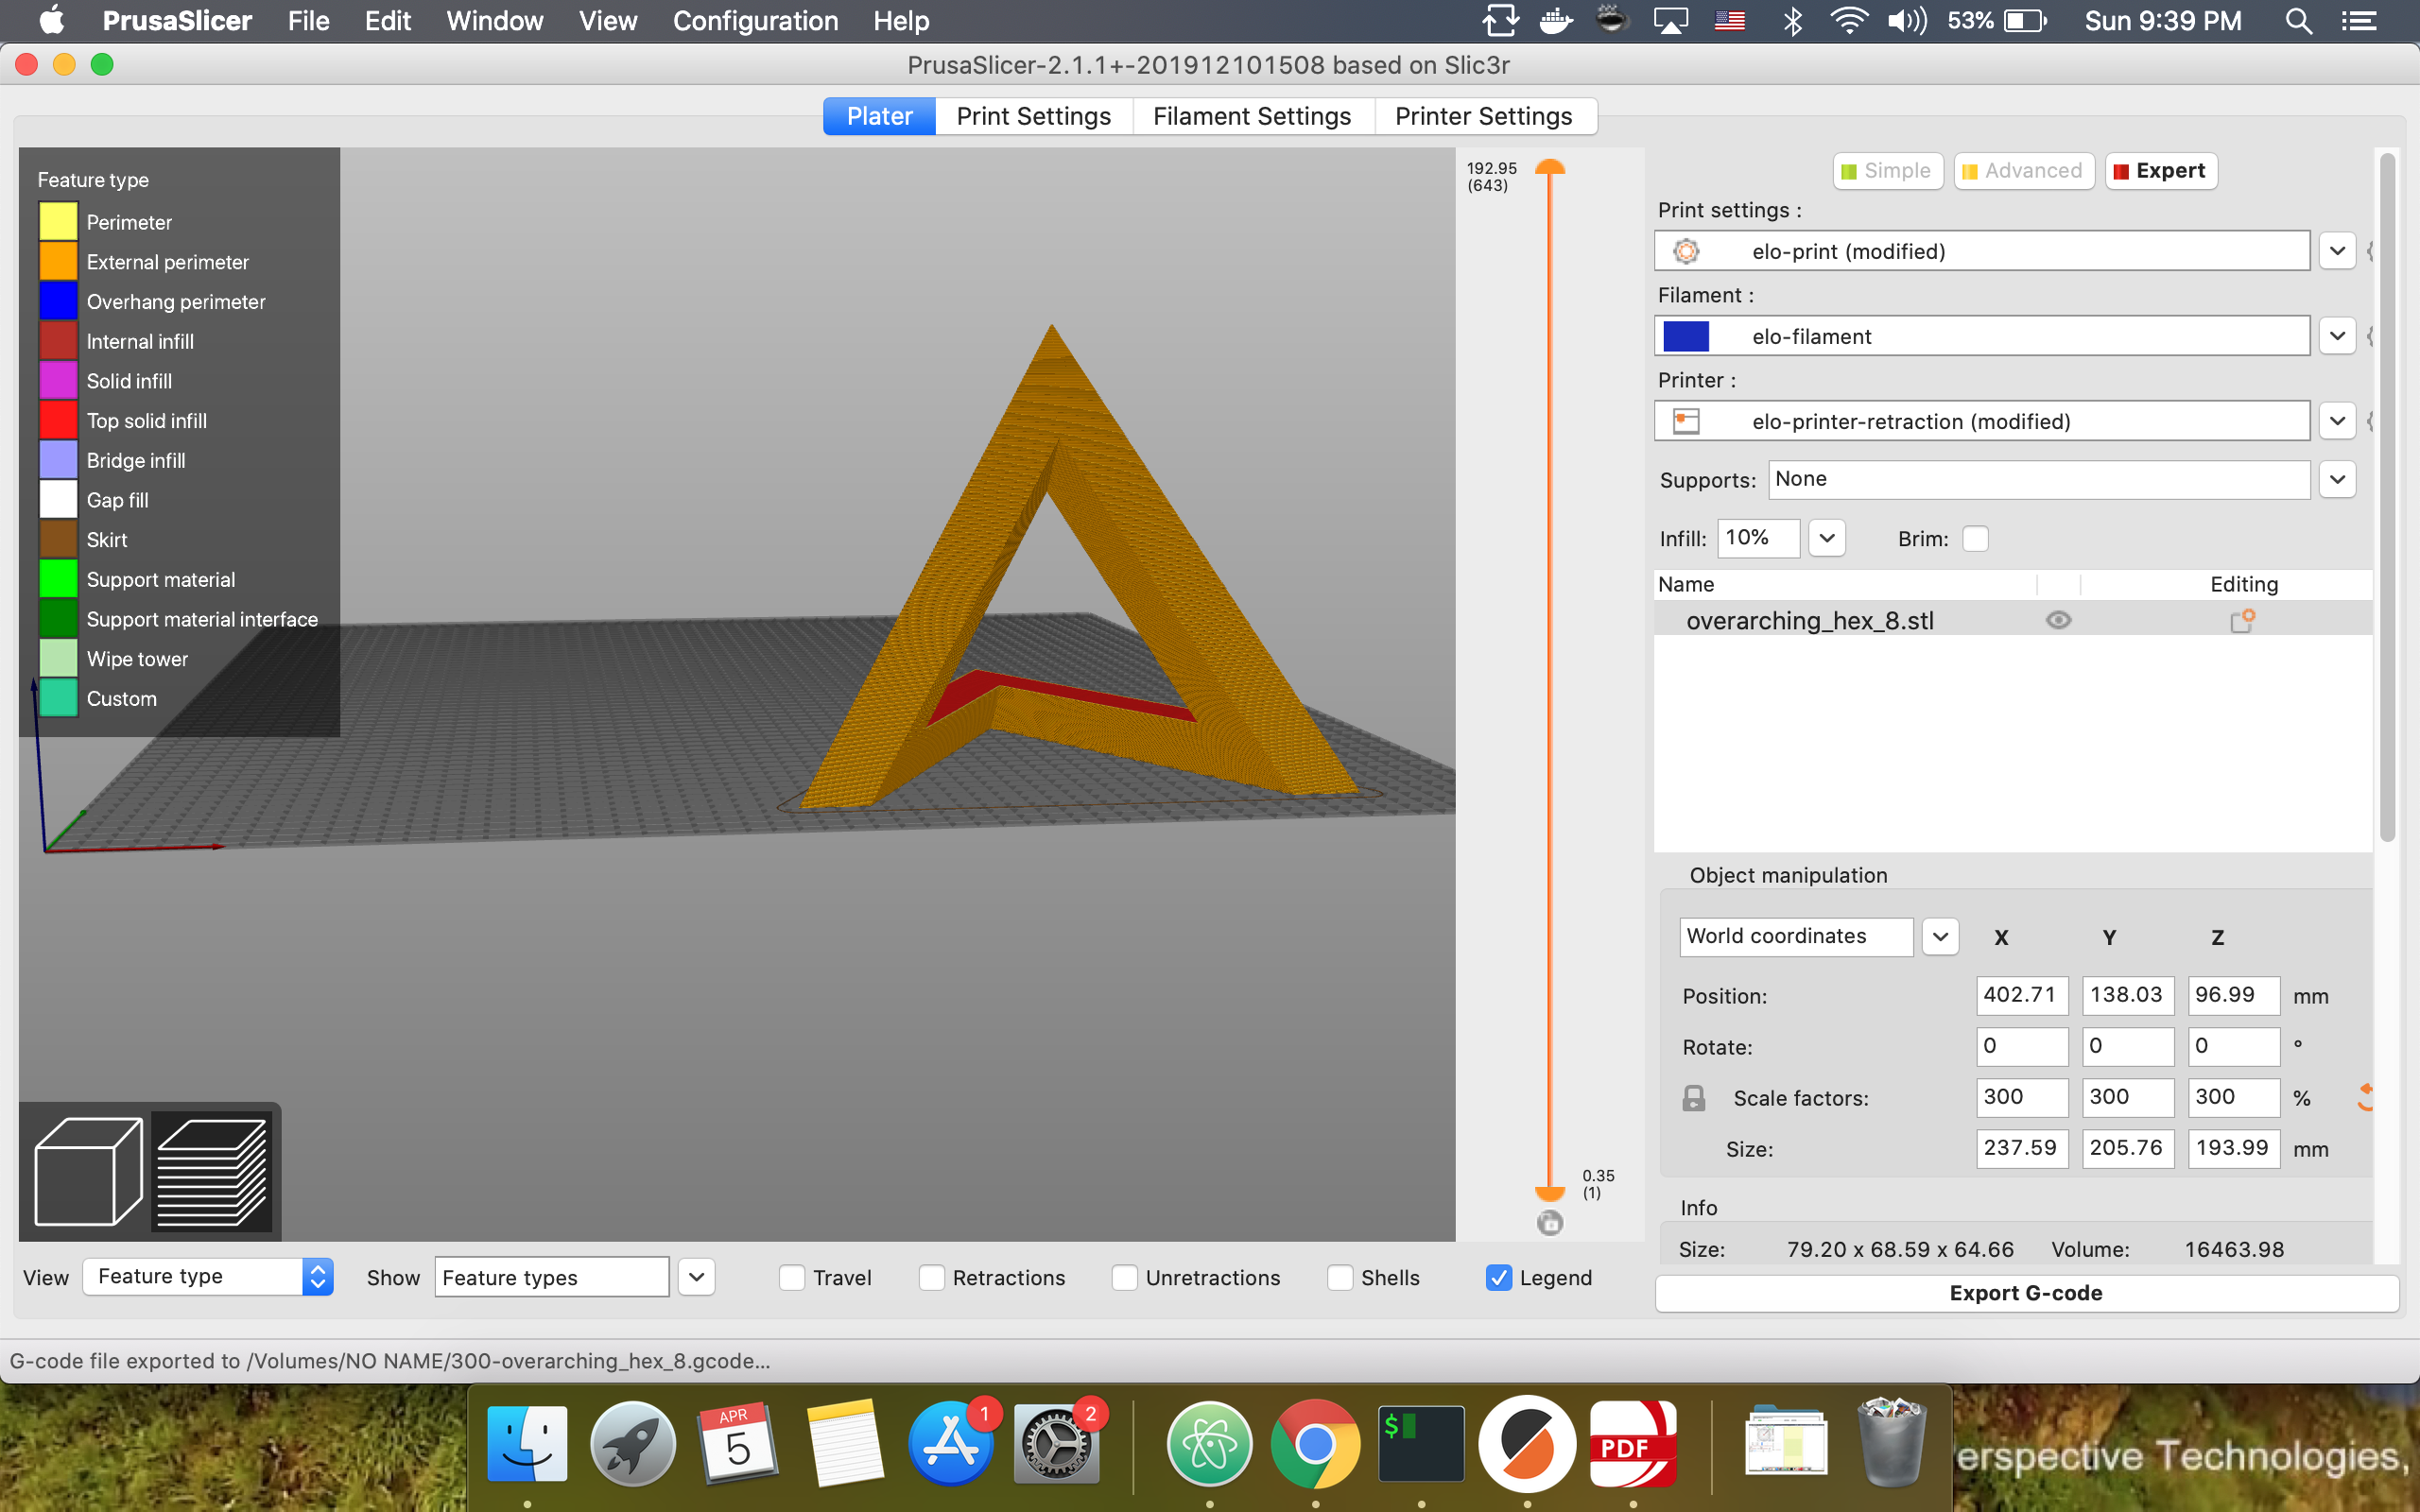 PrusaSlicer File Edit Window View Configuration Help 53% Sun 9:39 PM
PrusaSlicer-2.1.1+-201912101508 based on Slic3r
Plater Print Settings Filament Settings Printer Settings
Feature type
Perimeter
External perimeter
Overhang perimeter
Internal infill
Solid infill
Top solid infill
Bridge infill
Gap fill
Skirt
Support material
Support material interface
Wipe tower
Custom
192.95
(643)
0.35
(1)
Simple Advanced Expert
Print settings :
elo-print (modified)
Filament :
elo-filament
Printer :
elo-printer-retraction (modified)
Supports: None
Infill: 10% Brim:
Name Editing
overarching_hex_8.stl
Object manipulation
World coordinates X Y Z
Position: 402.71 138.03 96.99 mm
Rotate: 0 0 0 °
Scale factors: 300 300 300 %
Size: 237.59 205.76 193.99 mm
Info
Size: 79.20 x 68.59 x 64.66 Volume: 16463.98
Export G-code
View Feature type Show Feature types Travel Retractions Unretractions Shells Legend
G-code file exported to /Volumes/NO NAME/300-overarching_hex_8.gcode...
APR
5
1
2
$
PDF
erspective Technologies,